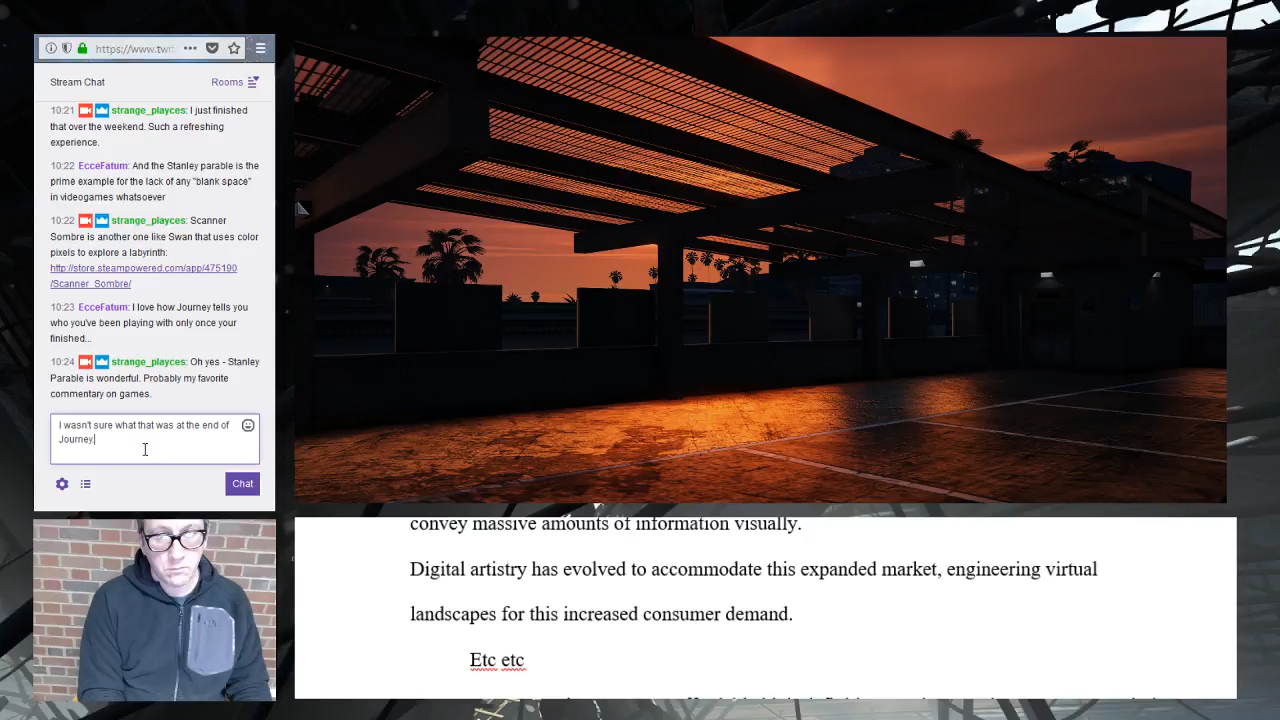 https://www.twi
Stream Chat
Rooms
10:21 strange_playces: I just finished
that over the weekend. Such a refreshing
experience.
10:22 EcceFatum: And the Stanley parable is the
prime example for the lack of any "blank space"
in videogames whatsoever
10:22 strange_playces: Scanner
Sombre is another one like Swan that uses color
pixels to explore a labyrinth:
http://store.steampowered.com/app/475190
/Scanner_Sombre/
10:23 EcceFatum: I love how Journey tells you
who you've been playing with only once your
finished...
10:24 strange_playces: Oh yes - Stanley
Parable is wonderful. Probably my favorite
commentary on games.
I wasn't sure what that was at the end of
Journey.
Chat
convey massive amounts of information visually.
Digital artistry has evolved to accommodate this expanded market, engineering virtual
landscapes for this increased consumer demand.
Etc etc